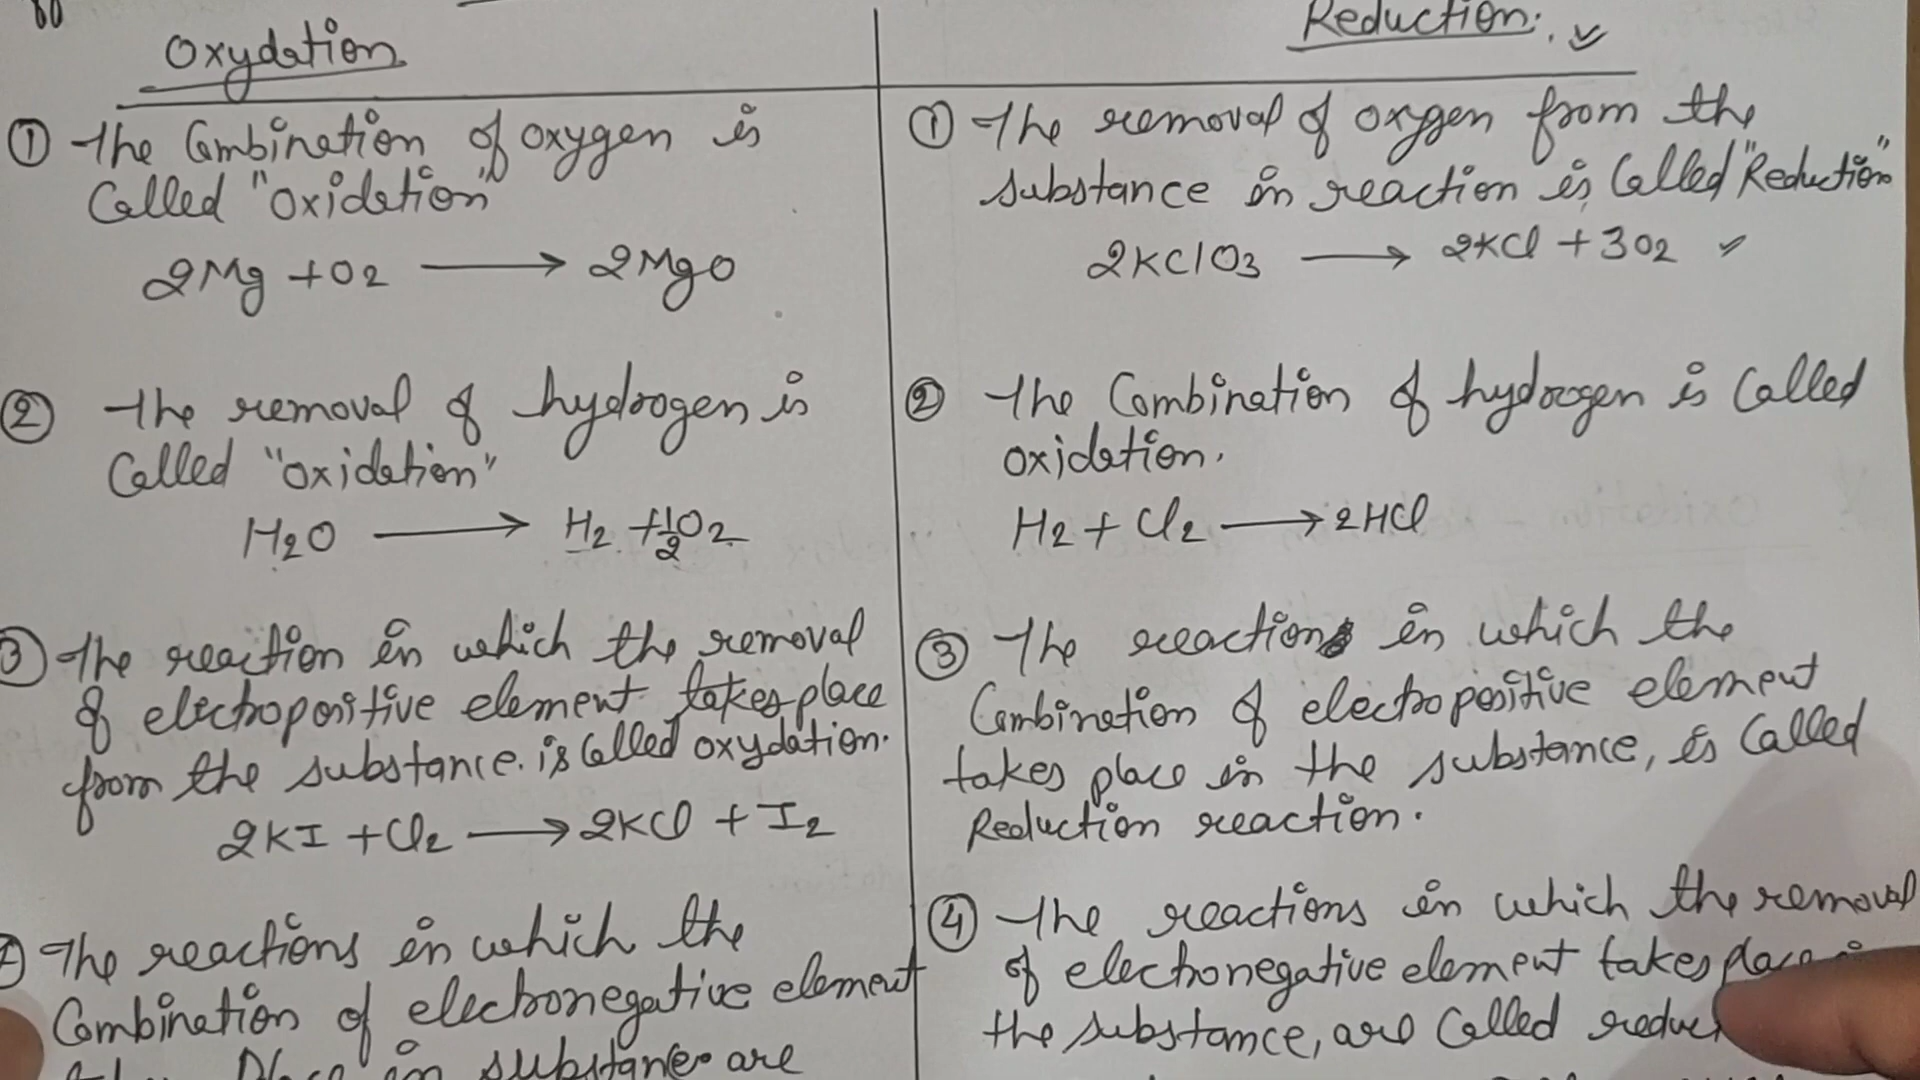 Oxydation
① The Combination of oxygen is
Called "Oxidation"
2Mg + O2 ⟶ 2MgO
② The removal of hydrogen is
Called "oxidation"
H2O ⟶ H2 + 1/2 O2
③ The reaction in which the removal
of electropositive element takes place
from the substance. is Called oxydation.
2KI + Cl2 ⟶ 2KCl + I2
The reactions in which the
Combination of electronegative element
Place in substance are
Reduction:
① The removal of oxygen from the
substance in reaction is Called "Reduction"
2KClO3 ⟶ 2KCl + 3O2
② The Combination of hydrogen is Called
oxidation.
H2 + Cl2 ⟶ 2HCl
③ The reactions in which the
Combination of electropositive element
takes place in the substance, is Called
Reduction reaction.
④ The reactions in which the removal
of electronegative element takes place
the substance, are Called